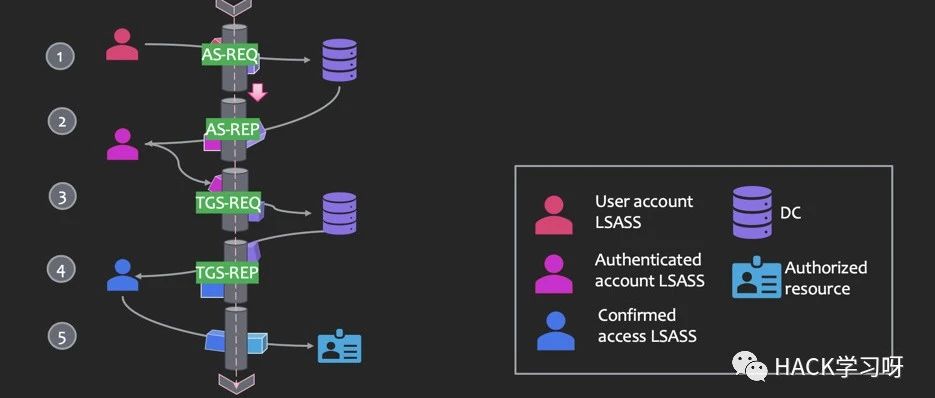 1
AS-REQ
2
AS-REP
3
TGS-REQ
4
TGS-REP
5
User account
LSASS
DC
Authenticated
account LSASS
Authorized
resource
Confirmed
access LSASS
HACK学习呀